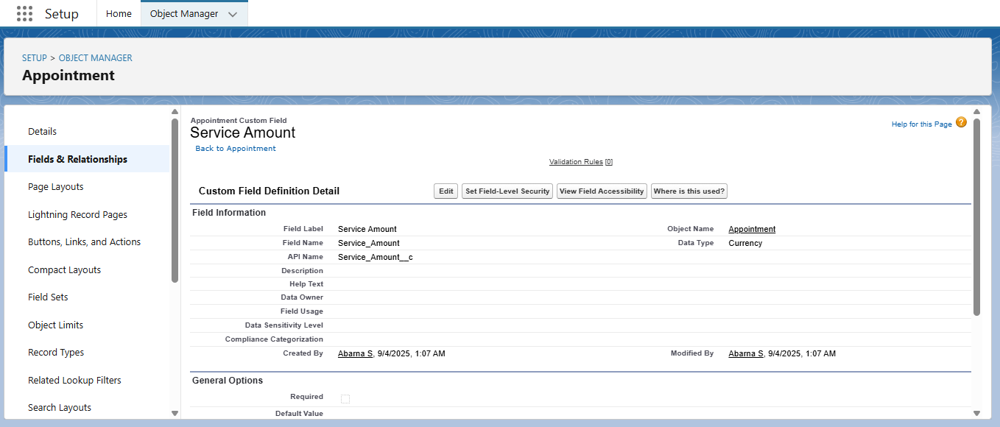 Setup Home Object Manager
SETUP > OBJECT MANAGER
Appointment
Details
Fields & Relationships
Page Layouts
Lightning Record Pages
Buttons, Links, and Actions
Compact Layouts
Field Sets
Object Limits
Record Types
Related Lookup Filters
Search Layouts
Appointment Custom Field
Service Amount
Back to Appointment
Help for this Page ?
Validation Rules [0]
Custom Field Definition Detail Edit Set Field-Level Security View Field Accessibility Where is this used?
Field Information
Field Label Service Amount Object Name Appointment
Field Name Service_Amount Data Type Currency
API Name Service_Amount__c
Description
Help Text
Data Owner
Field Usage
Data Sensitivity Level
Compliance Categorization
Created By Abarna S, 9/4/2025, 1:07 AM Modified By Abarna S, 9/4/2025, 1:07 AM
General Options
Required
Default Value